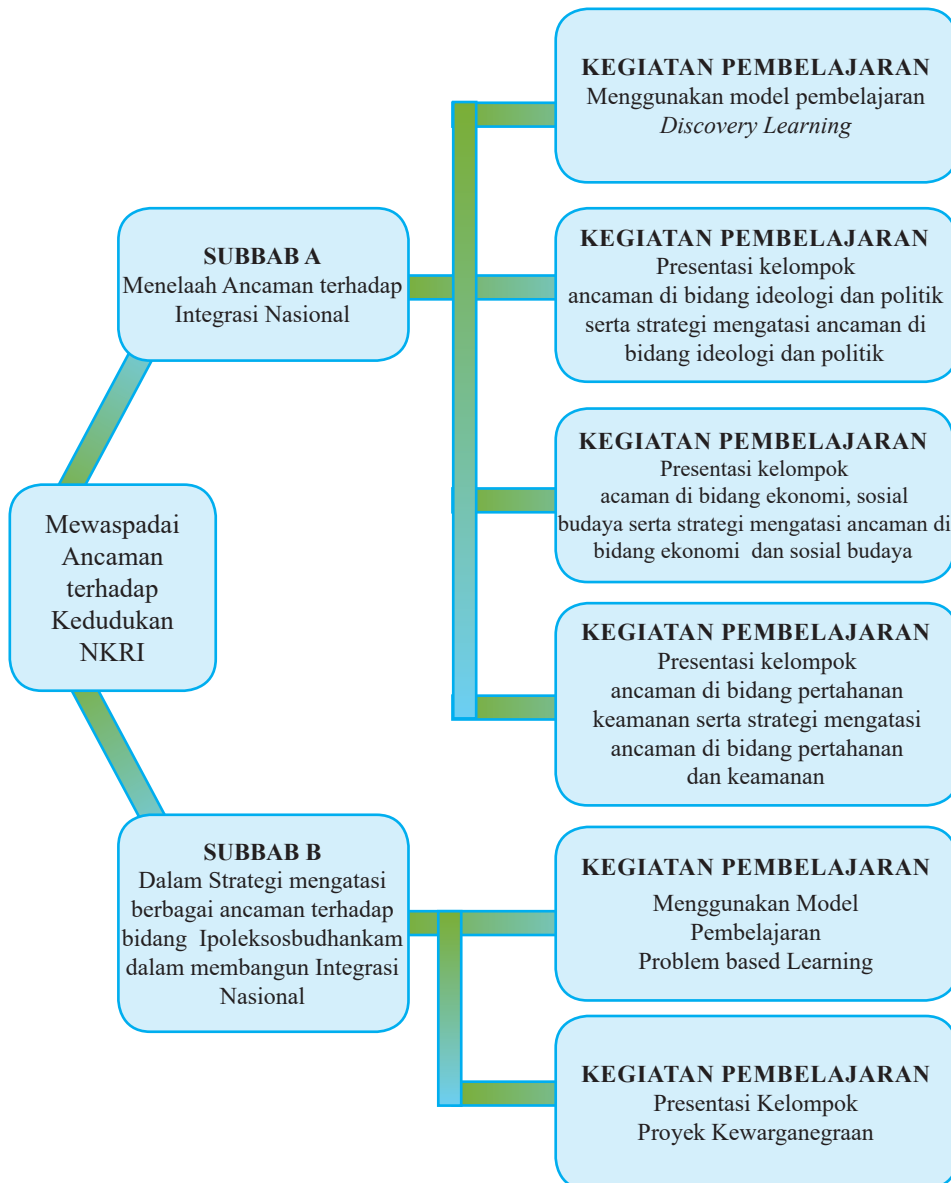 KEGIATAN PEMBELAJARAN
Menggunakan model pembelajaran
Discovery Learning
SUBBAB A
Menelaah Ancaman terhadap
Integrasi Nasional
KEGIATAN PEMBELAJARAN
Presentasi kelompok
ancaman di bidang ideologi dan politik
serta strategi mengatasi ancaman di
bidang ideologi dan politik
KEGIATAN PEMBELAJARAN
Presentasi kelompok
acaman di bidang ekonomi, sosial
budaya serta strategi mengatasi ancaman di
bidang ekonomi dan sosial budaya
Mewaspadai
Ancaman
terhadap
Kedudukan
NKRI
KEGIATAN PEMBELAJARAN
Presentasi kelompok
ancaman di bidang pertahanan
keamanan serta strategi mengatasi
ancaman di bidang pertahanan
dan keamanan
SUBBAB B
Dalam Strategi mengatasi
berbagai ancaman terhadap
bidang Ipoleksosbudhankam
dalam membangun Integrasi
Nasional
KEGIATAN PEMBELAJARAN
Menggunakan Model
Pembelajaran
Problem based Learning
KEGIATAN PEMBELAJARAN
Presentasi Kelompok
Proyek Kewarganegraan